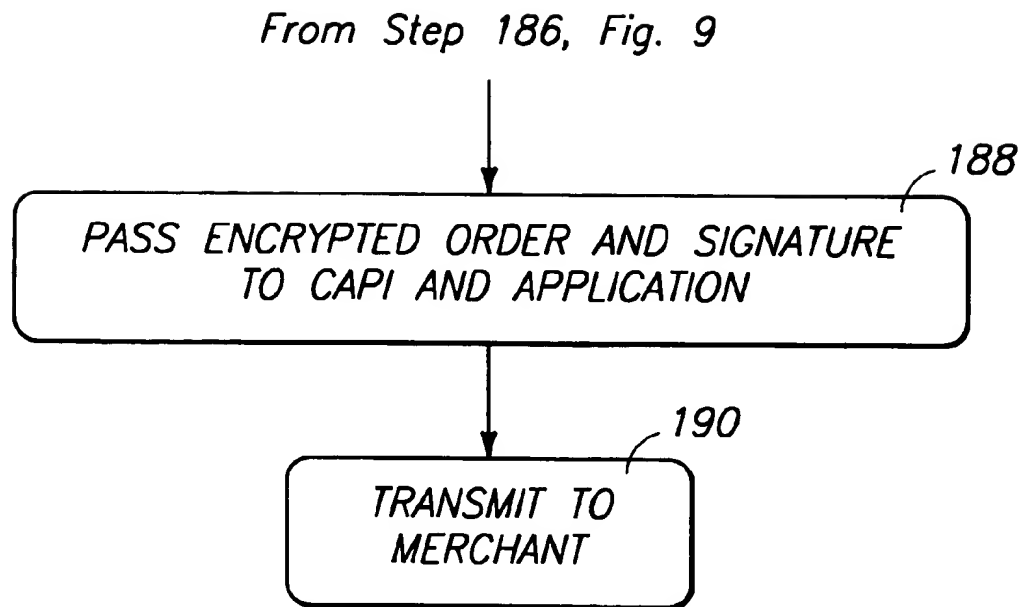 From Step 186, Fig. 9
188
PASS ENCRYPTED ORDER AND SIGNATURE
TO CAPI AND APPLICATION
190
TRANSMIT TO
MERCHANT